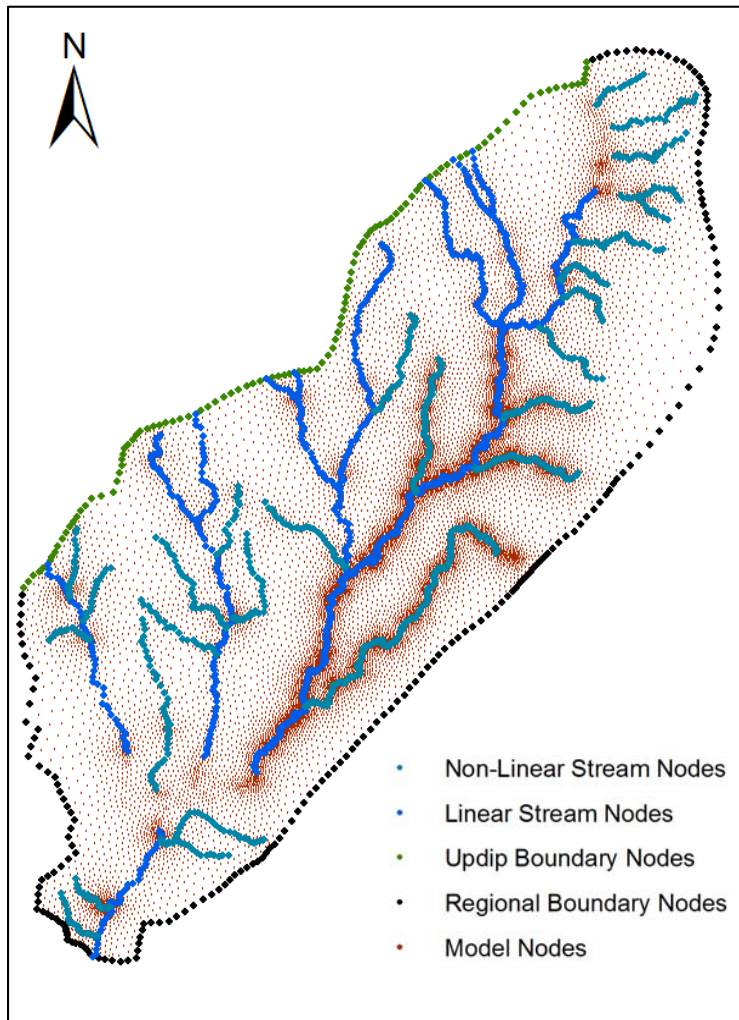 N
Non-Linear Stream Nodes
Linear Stream Nodes
Updip Boundary Nodes
Regional Boundary Nodes
Model Nodes